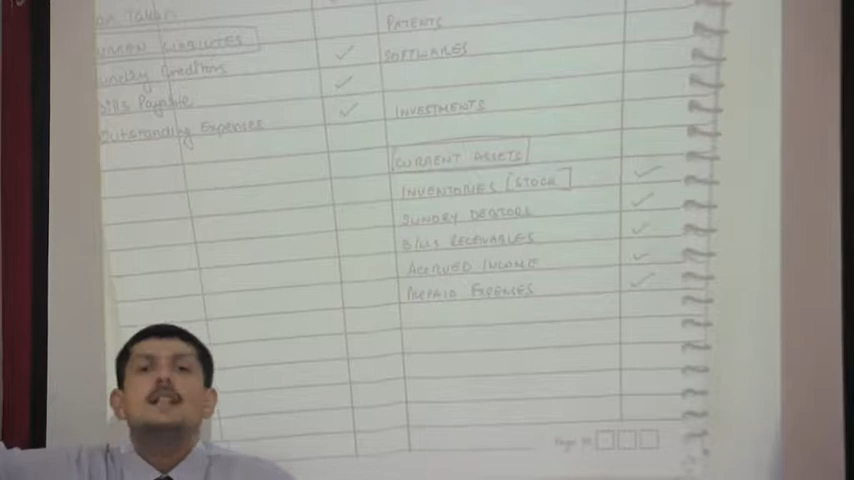 PATENTS
SOFTWARES
CURRENT LIABILITIES
Sundry Creditors
Bills Payable
Outstanding Expenses
INVESTMENTS
CURRENT ASSETS
INVENTORIES [STOCK]
SUNDRY DEBTORS
BILLS RECEIVABLES
ACCRUED INCOME
PREPAID EXPENSES
Page